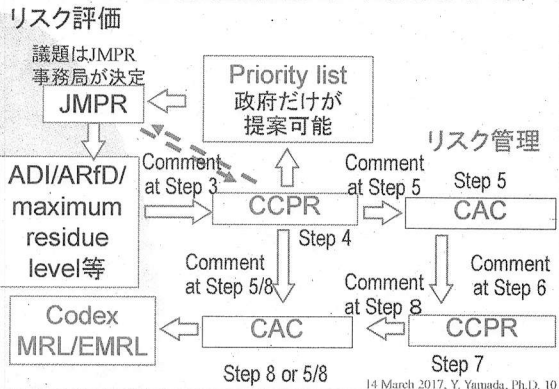 リスク評価
議題はJMPR
事務局が決定
JMPR
Priority list
政府だけが
提案可能
リスク管理
ADI/ARfD/
maximum
residue
level等
Comment
at Step 3
CCPR
Step 4
Comment
at Step 5
Step 5
CAC
Comment
at Step 5/8
Comment
at Step 6
Comment
at Step 8
Codex
MRL/EMRL
CAC
Step 8 or 5/8
CCPR
Step 7
14 March 2017, Y. Yamada, Ph.D. 10